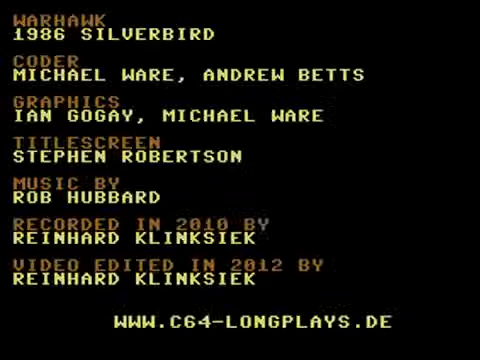 WARHAWK
1986 SILVERBIRD
CODER
MICHAEL WARE, ANDREW BETTS
GRAPHICS
IAN GOGAY, MICHAEL WARE
TITLESCREEN
STEPHEN ROBERTSON
MUSIC BY
ROB HUBBARD
RECORDED IN 2010 BY
REINHARD KLINKSIEK
VIDEO EDITED IN 2012 BY
REINHARD KLINKSIEK
WWW.C64-LONGPLAYS.DE